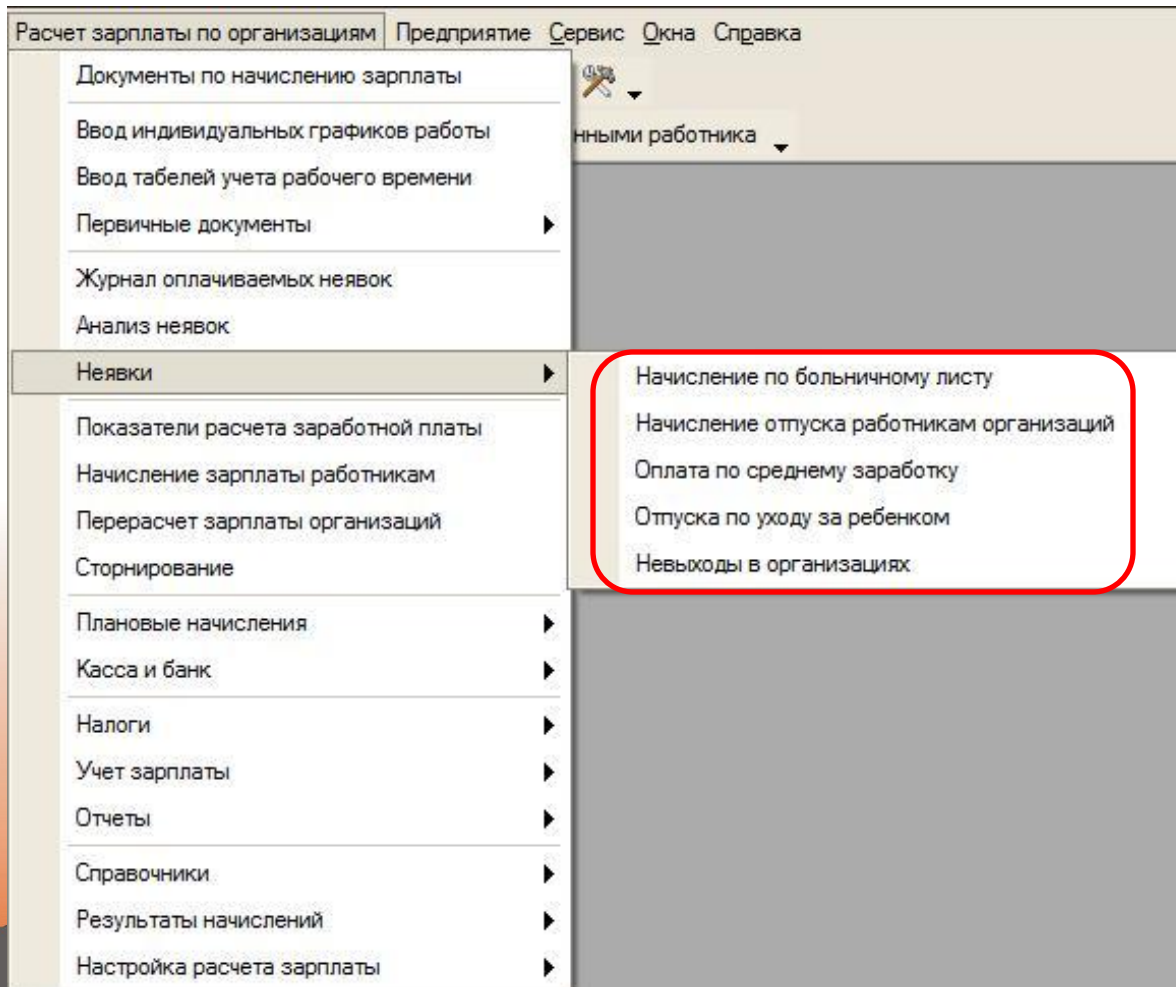 Расчет зарплаты по организациям Предприятие Сервис Окна Справка
Документы по начислению зарплаты
Ввод индивидуальных графиков работы
нными работника
Ввод табелей учета рабочего времени
Первичные документы
Журнал оплачиваемых неявок
Анализ неявок
Неявки
Начисление по больничному листу
Начисление отпуска работникам организаций
Оплата по среднему заработку
Отпуска по уходу за ребенком
Невыходы в организациях
Показатели расчета заработной платы
Начисление зарплаты работникам
Перерасчет зарплаты организаций
Сторнирование
Плановые начисления
Касса и банк
Налоги
Учет зарплаты
Отчеты
Справочники
Результаты начислений
Настройка расчета зарплаты